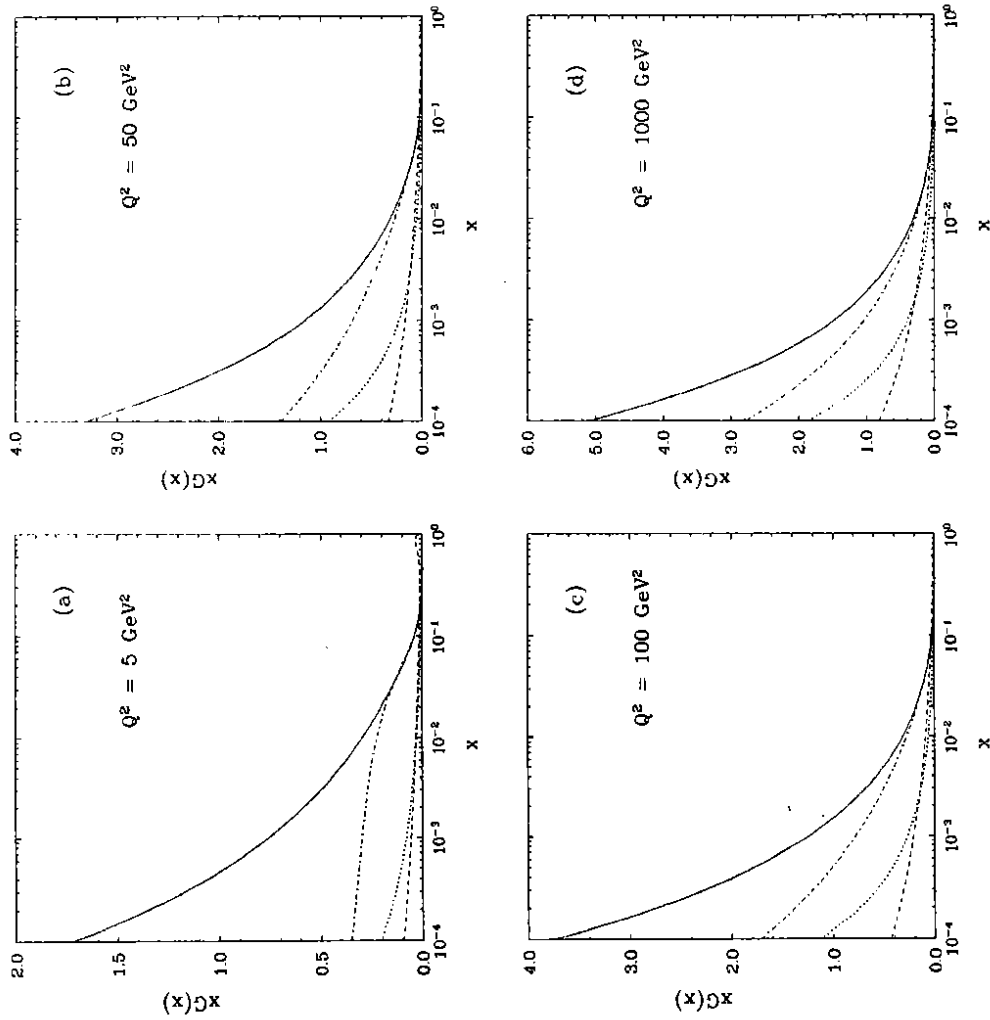 (a)
Q² = 5 GeV²
xG(x)
2.0
1.5
1.0
0.5
0.0
10⁻⁴
10⁻³
10⁻²
10⁻¹
10⁰
x
(b)
Q² = 50 GeV²
xG(x)
4.0
3.0
2.0
1.0
0.0
10⁻⁴
10⁻³
10⁻²
10⁻¹
10⁰
x
(c)
Q² = 100 GeV²
xG(x)
4.0
3.0
2.0
1.0
0.0
10⁻⁴
10⁻³
10⁻²
10⁻¹
10⁰
x
(d)
Q² = 1000 GeV²
xG(x)
6.0
5.0
4.0
3.0
2.0
1.0
0.0
10⁻⁴
10⁻³
10⁻²
10⁻¹
10⁰
x